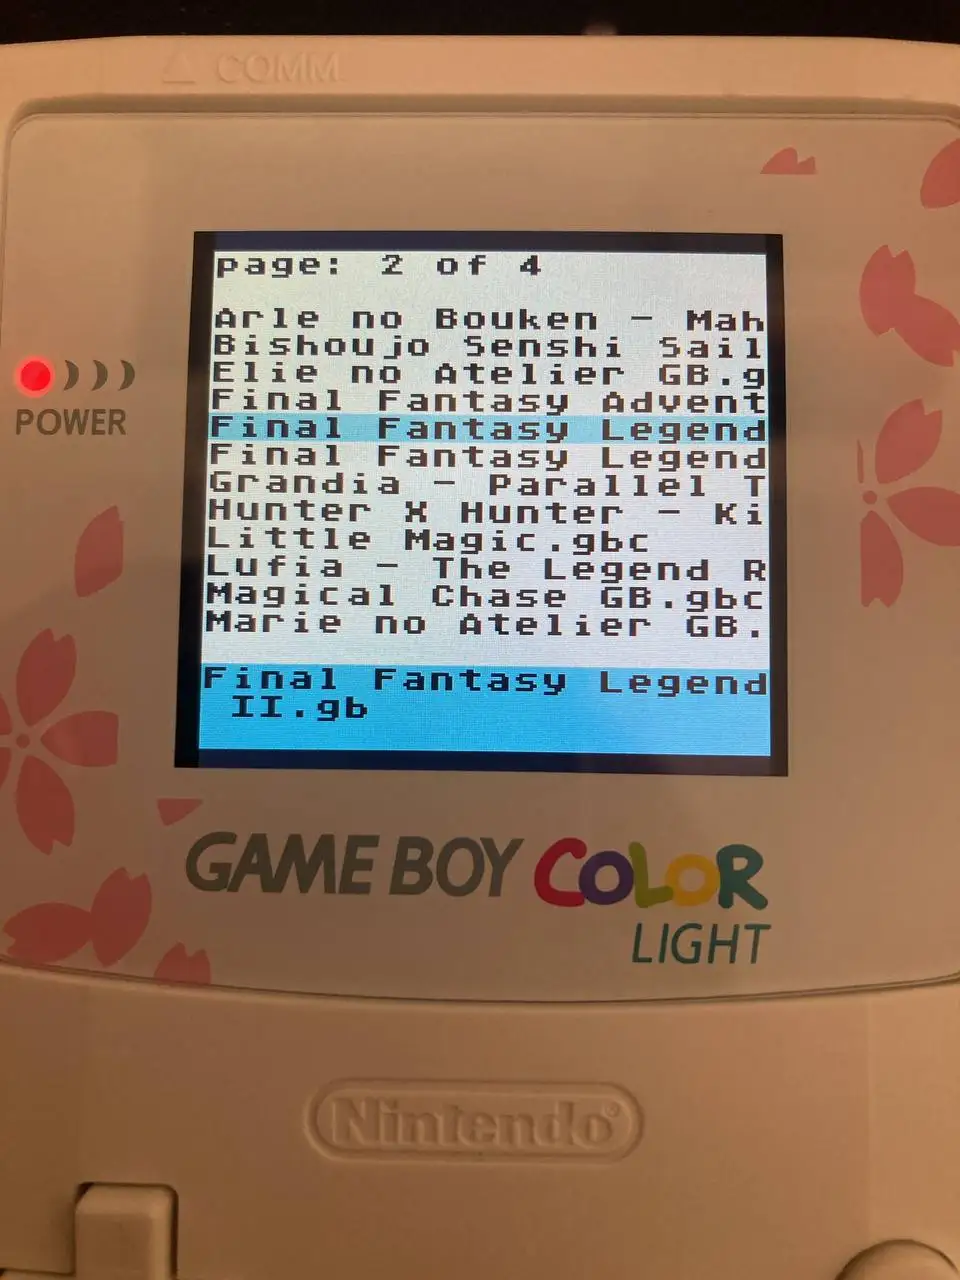 COMM
page: 2 of 4
Arle no Bouken - Mah
Bishoujo Senshi Sail
Elie no Atelier GB.g
Final Fantasy Advent
Final Fantasy Legend
Final Fantasy Legend
Grandia - Parallel T
Hunter X Hunter - Ki
Little Magic.gbc
Lufia - The Legend R
Magical Chase GB.gbc
Marie no Atelier GB.
Final Fantasy Legend
II.gb
POWER
GAME BOY COLOR
LIGHT
Nintendo®